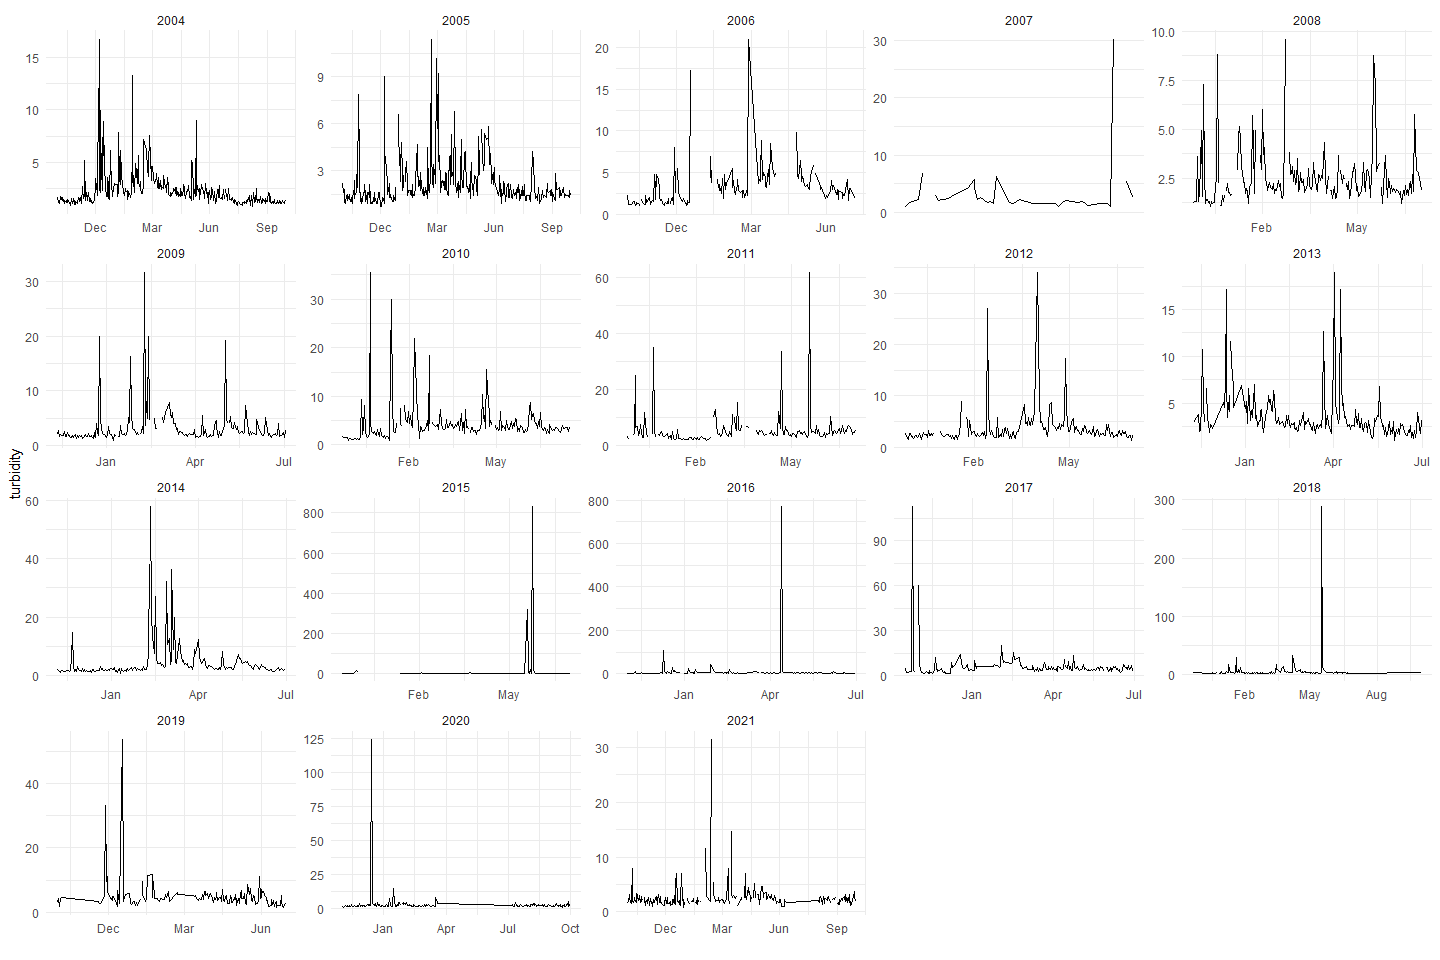 2004 2005 2006 2007 2008
15 10 5
9 6 3
20 15 10 5 0
30 20 10 0
10.0 7.5 5.0 2.5
Dec Mar Jun Sep Dec Mar Jun Sep Dec Mar Jun Feb May
2009 2010 2011 2012 2013
30 20 10 0
30 20 10 0
60 40 20 0
30 20 10 0
15 10 5
Jan Apr Jul Feb May Feb May Feb May Jan Apr Jul
turbidity
2014 2015 2016 2017 2018
60 40 20 0
800 600 400 200 0
800 600 400 200 0
90 60 30 0
300 200 100 0
Jan Apr Jul Feb May Jan Apr Jul Jan Apr Jul Feb May Aug
2019 2020 2021
40 20 0
125 100 75 50 25 0
30 20 10 0
Dec Mar Jun Jan Apr Jul Oct Dec Mar Jun Sep